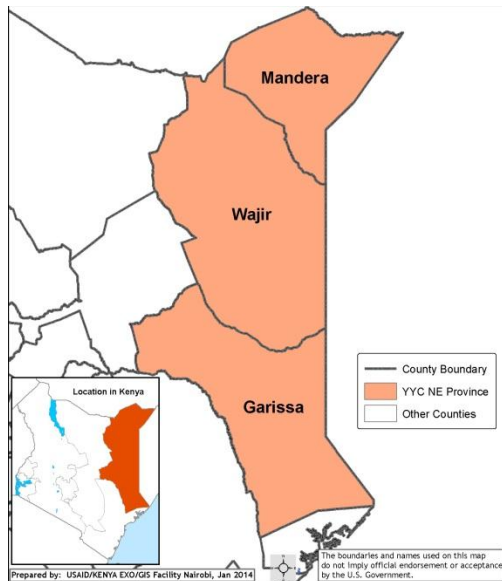 Mandera
Wajir
Garissa
County Boundary
YYC NE Province
Other Counties
Location in Kenya
The boundaries and names used on this map
do not imply official endorsement or acceptance
by the U.S. Government.
Prepared by: USAID/KENYA EXO/GIS Facility Nairobi, Jan 2014